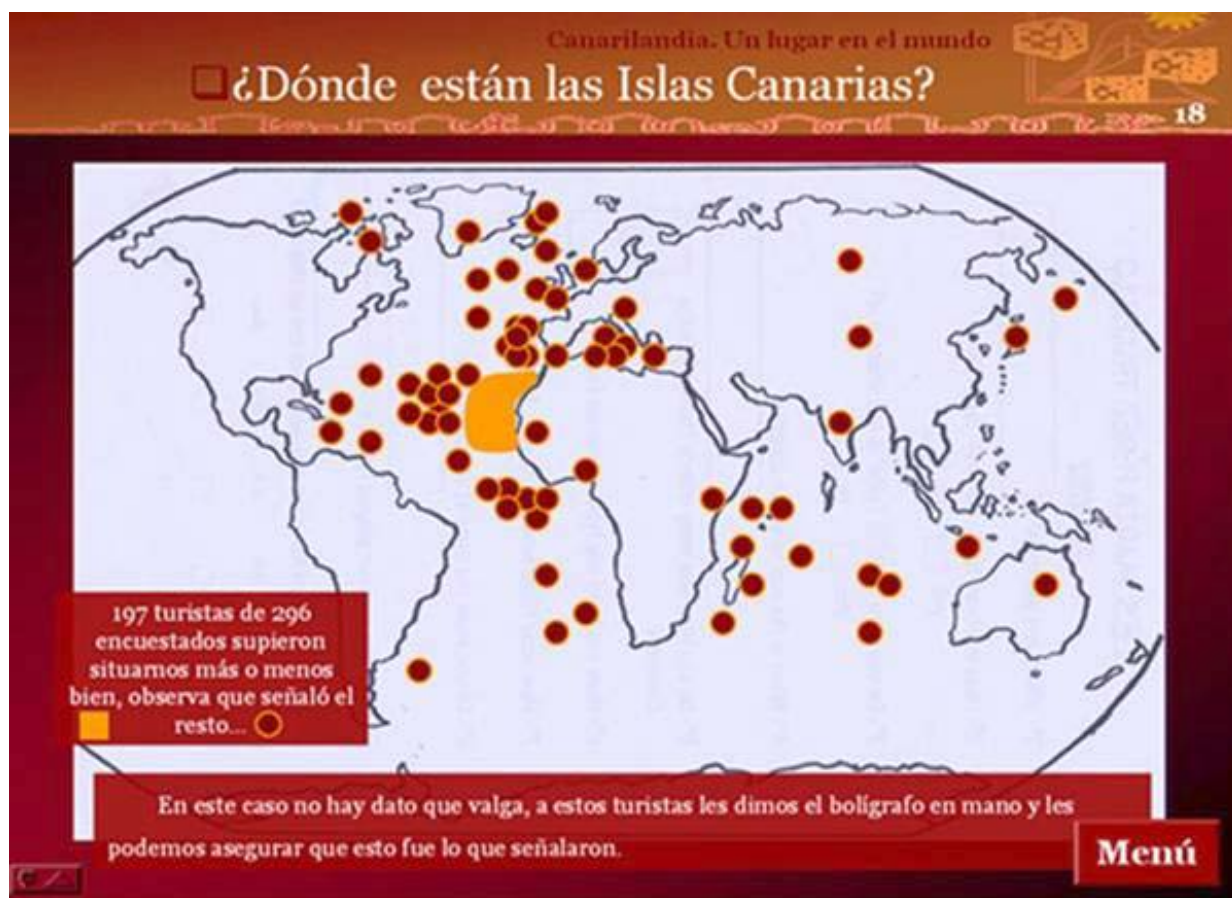 Canarilandia. Un lugar en el mundo
¿Dónde están las Islas Canarias?
18
197 turistas de 296
encuestados supieron
situarnos más o menos
bien, observa que señaló el
resto...
En este caso no hay dato que valga, a estos turistas les dimos el bolígrafo en mano y les
podemos asegurar que esto fue lo que señalaron.
Menú